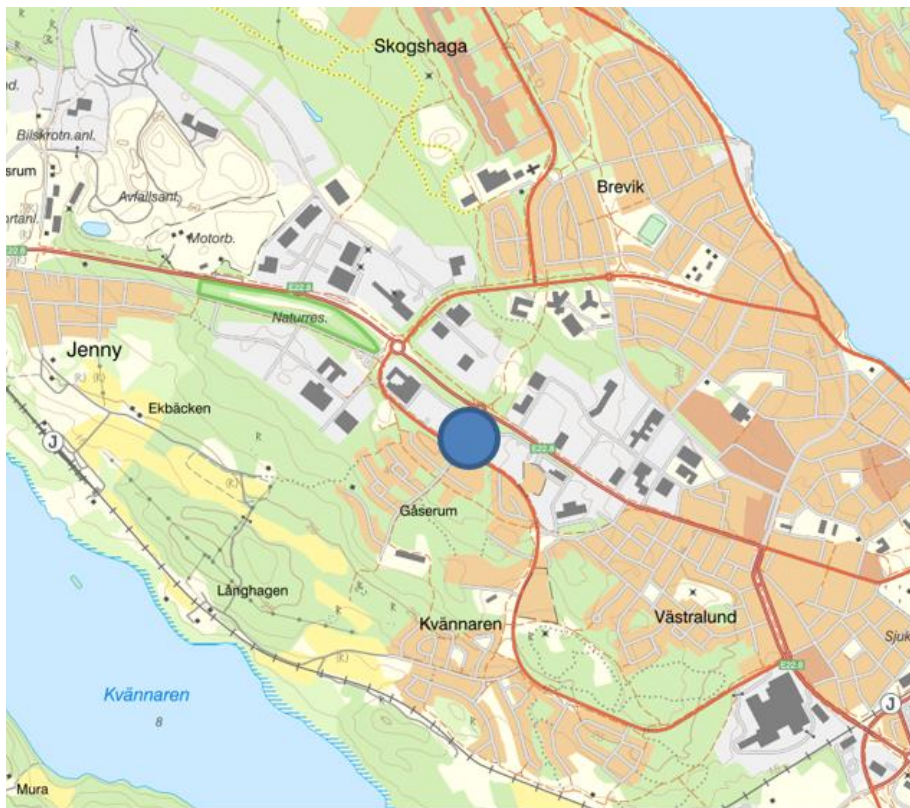 Skogshaga
Bilskrotn.anl.
Brevik
Avfallsanl.
Motorb.
E22.8
Naturres.
Jenny
Ekbäcken
J
E22.8
Gåserum
Långhagen
Kvännaren
Västralund
E22.8
Kvännaren
8
J
Mura